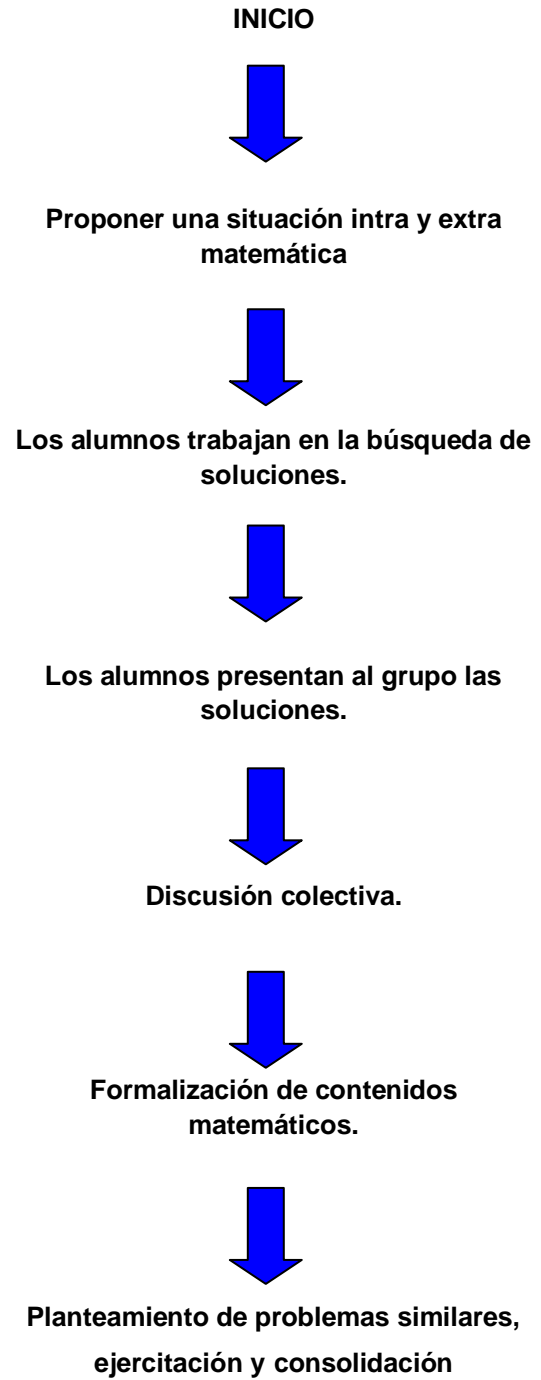 INICIO
Proponer una situación intra y extra
matemática
Los alumnos trabajan en la búsqueda de
soluciones.
Los alumnos presentan al grupo las
soluciones.
Discusión colectiva.
Formalización de contenidos
matemáticos.
Planteamiento de problemas similares,
ejercitación y consolidación